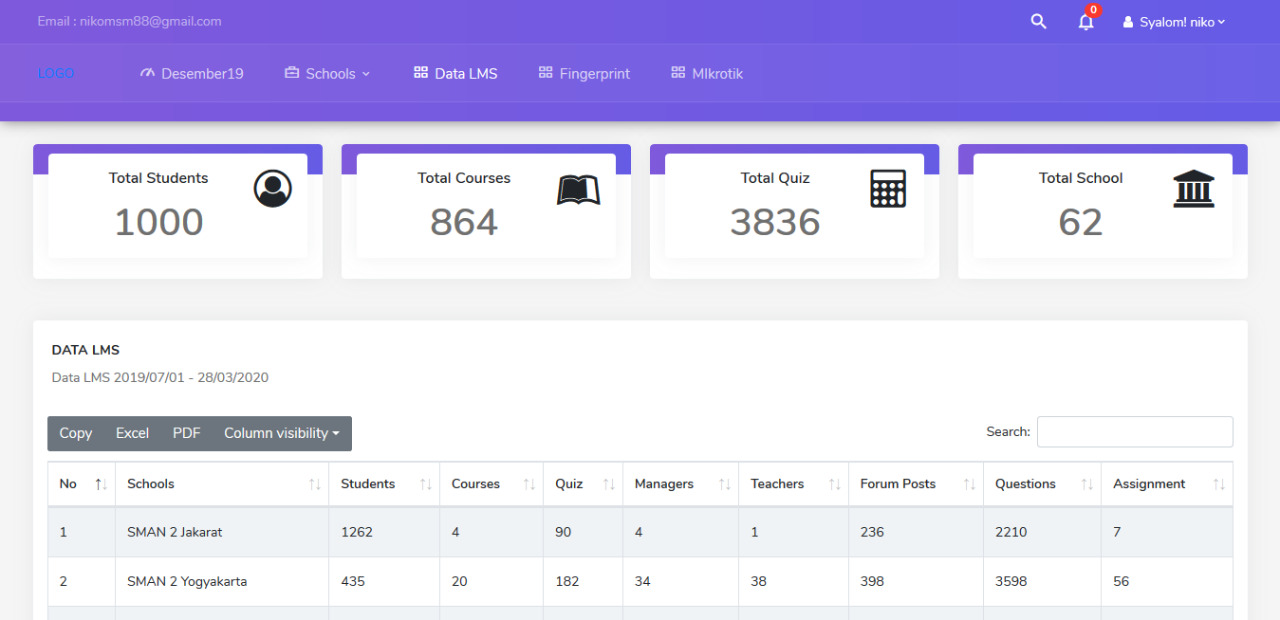 Email : nikomsm88@gmail.com 0 Syalom! niko
LOGO Desember19 Schools Data LMS Fingerprint MIkrotik
Total Students Total Courses Total Quiz Total School
1000 864 3836 62
DATA LMS
Data LMS 2019/07/01 - 28/03/2020
Copy Excel PDF Column visibility Search:
No Schools Students Courses Quiz Managers Teachers Forum Posts Questions Assignment
1 SMAN 2 Jakarat 1262 4 90 4 1 236 2210 7
2 SMAN 2 Yogyakarta 435 20 182 34 38 398 3598 56